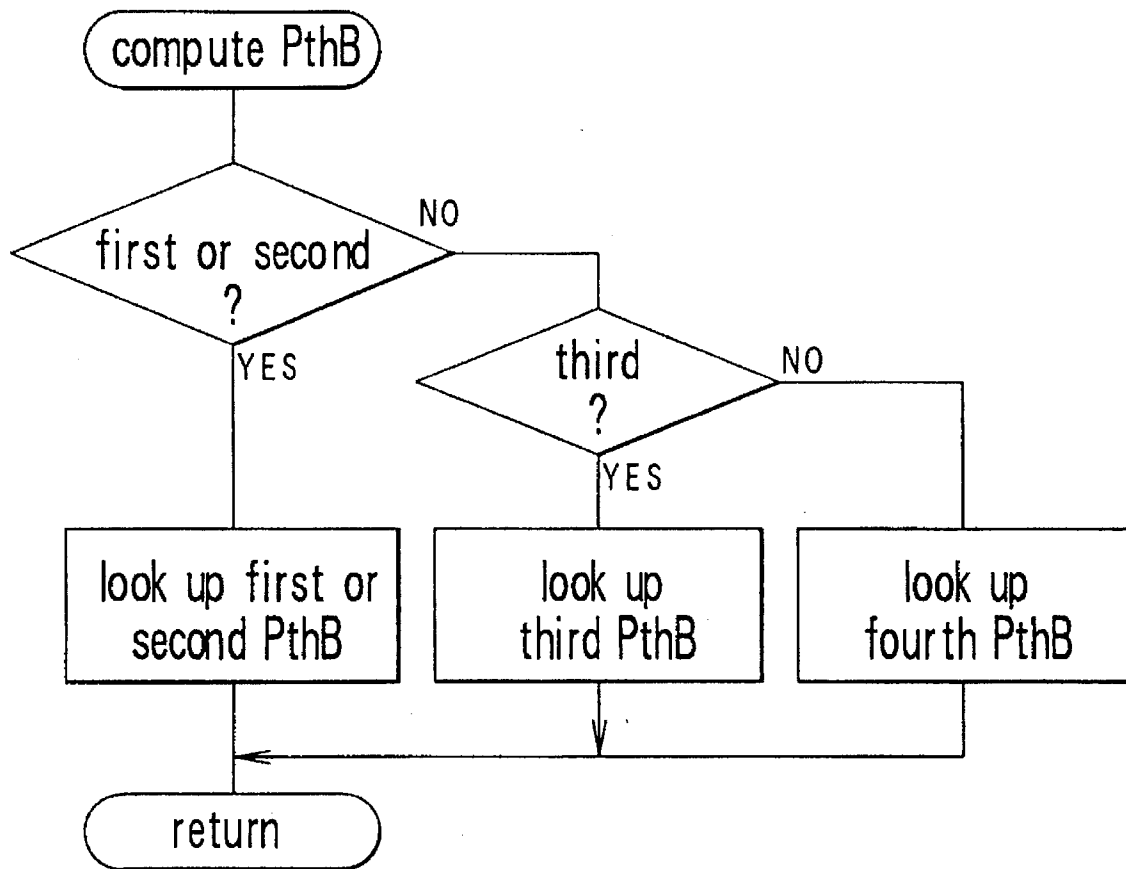 compute PthB
NO
first or second
?
YES
third
?
NO
YES
look up first or
second PthB
look up
third PthB
look up
fourth PthB
return